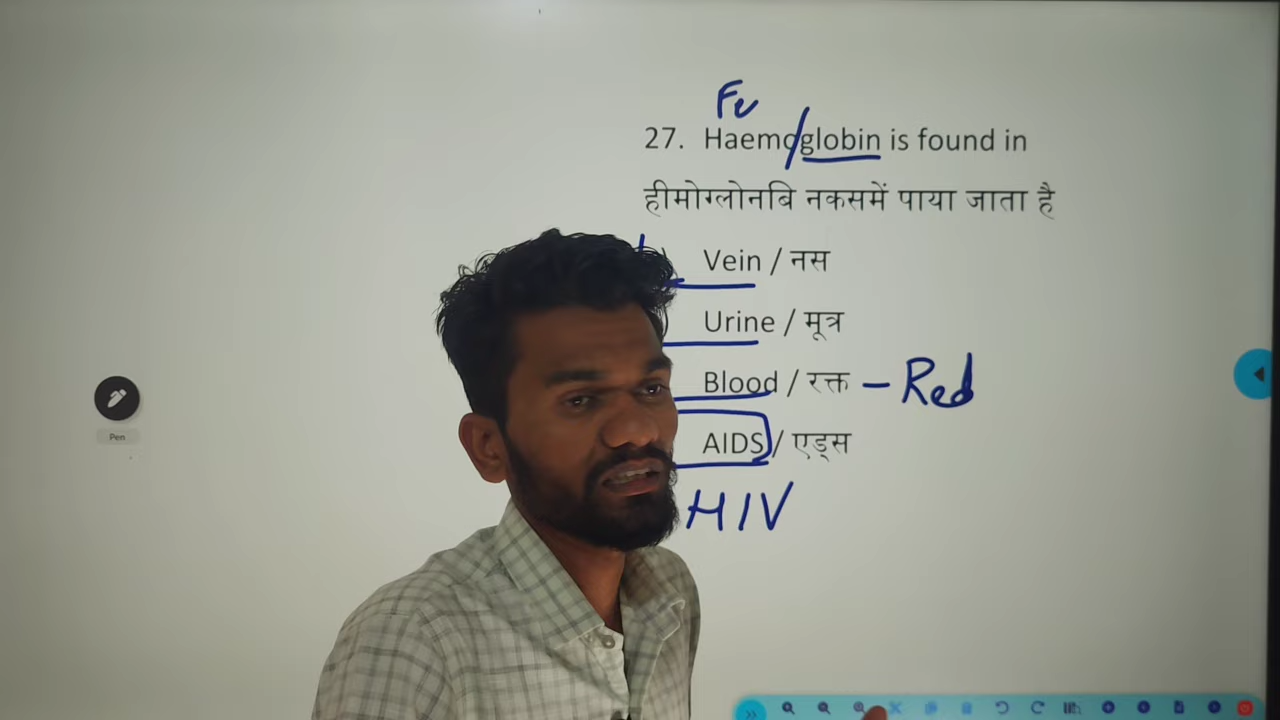 Fe
27. Haemoglobin is found in
हीमोग्लोनबि नकसमें पाया जाता है
Vein / नस
Urine / मूत्र
Blood / रक्त – Red
AIDS / एड्स
HIV
Pen